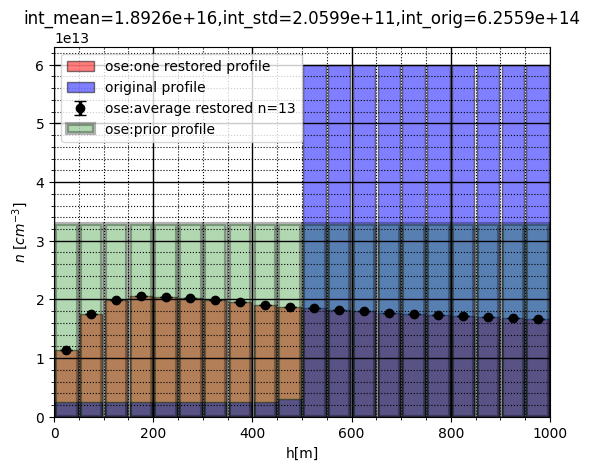 int_mean=1.8926e+16,int_std=2.0599e+11,int_orig=6.2559e+14
1e13
ose:one restored profile
original profile
ose:average restored n=13
ose:prior profile
6
5
4
3
2
1
0
n [cm⁻³]
0 200 400 600 800 1000
h[m]